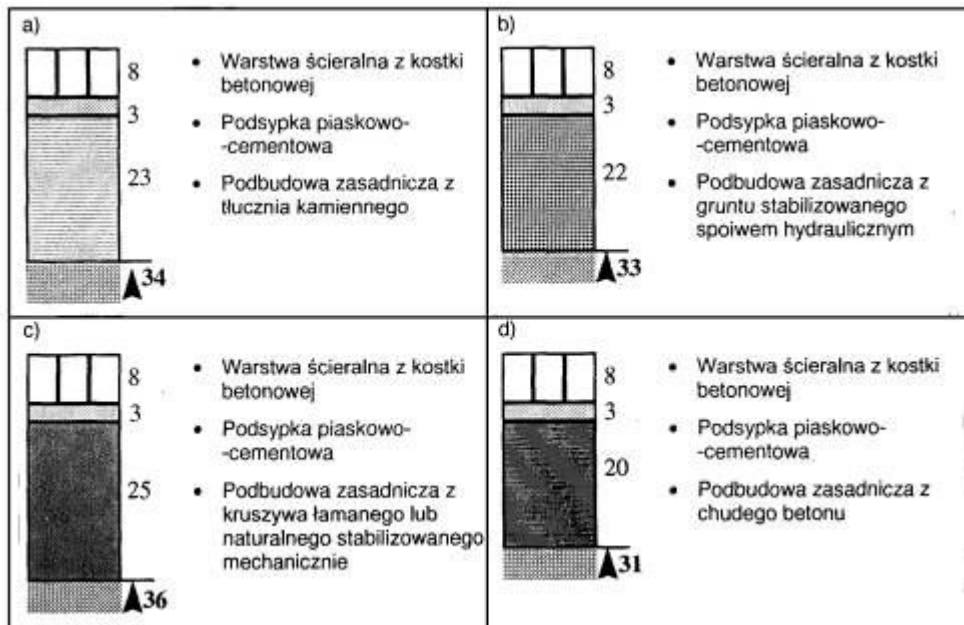 a)
8
3
23
34
• Warstwa ścieralna z kostki
betonowej
• Podsypka piaskowo-
-cementowa
• Podbudowa zasadnicza z
tłucznia kamiennego
b)
8
3
22
33
• Warstwa ścieralna z kostki
betonowej
• Podsypka piaskowo-
-cementowa
• Podbudowa zasadnicza z
gruntu stabilizowanego
spoiwem hydraulicznym
c)
8
3
25
36
• Warstwa ścieralna z kostki
betonowej
• Podsypka piaskowo-
-cementowa
• Podbudowa zasadnicza z
kruszywa łamanego lub
naturalnego stabilizowanego
mechanicznie
d)
8
3
20
31
• Warstwa ścieralna z kostki
betonowej
• Podsypka piaskowo-
-cementowa
• Podbudowa zasadnicza z
chudego betonu